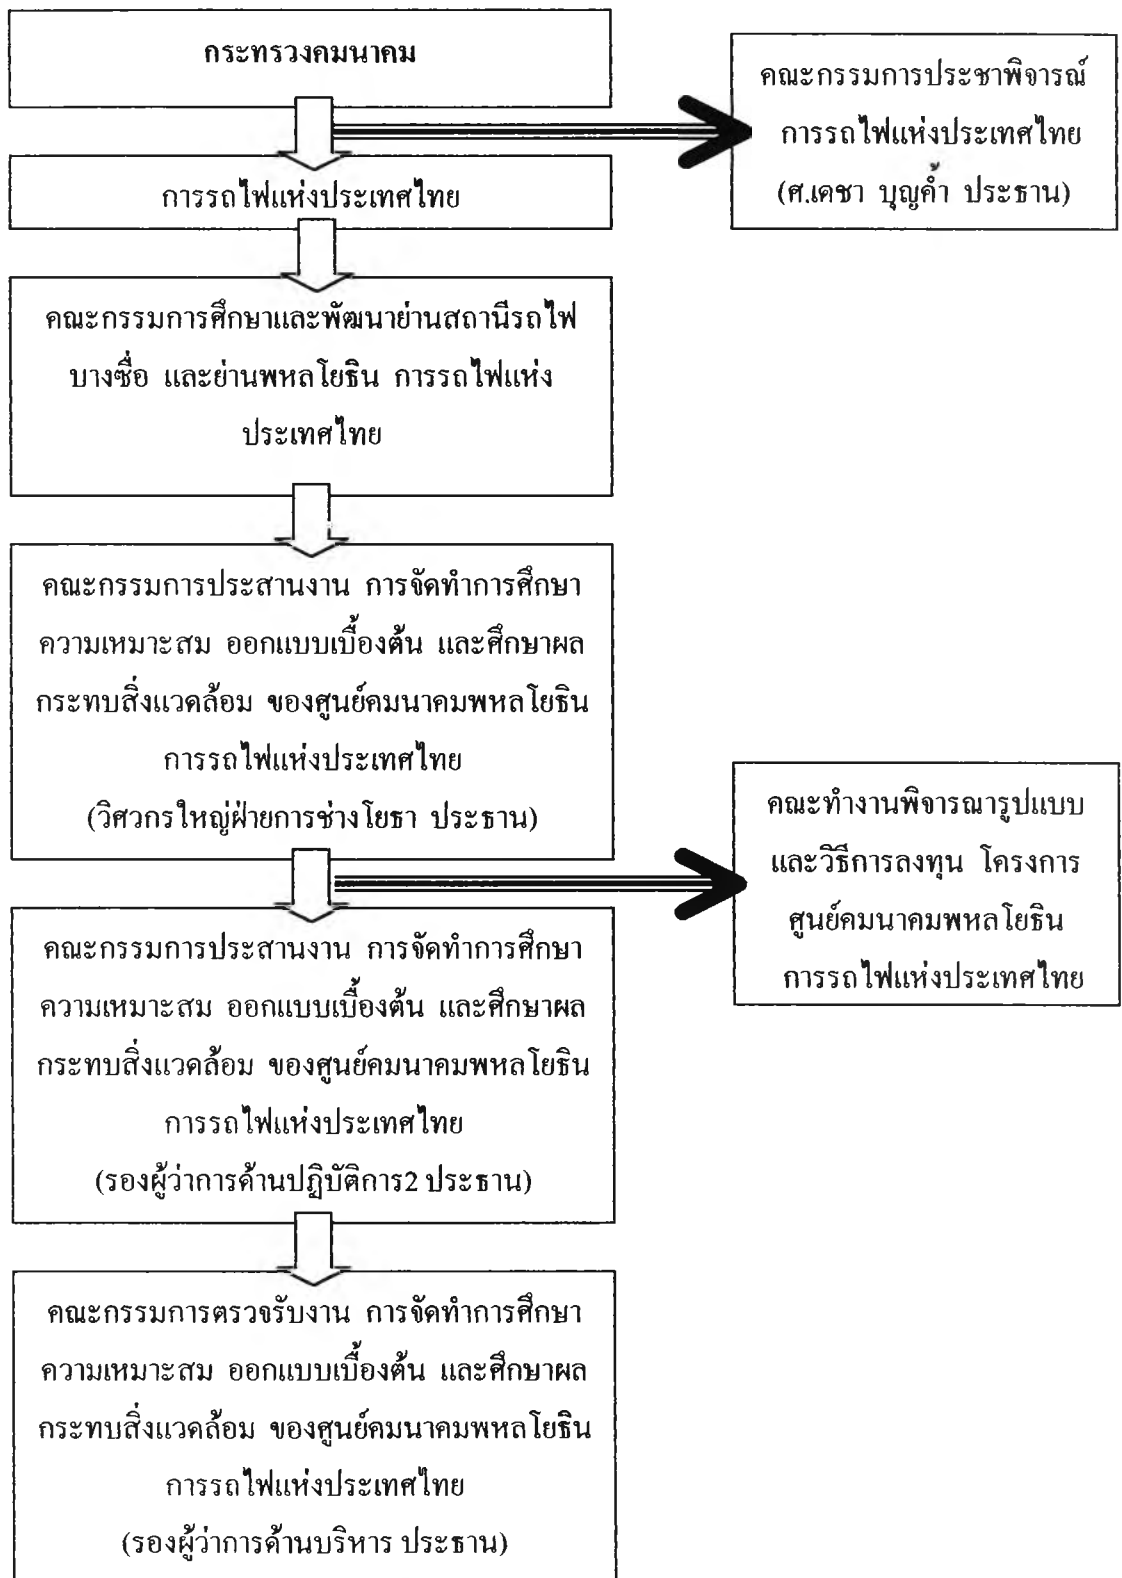 กระทรวงคมนาคม
คณะกรรมการประชาพิจารณ์
การรถไฟแห่งประเทศไทย
(ศ.เดชา บุญค้ำ ประธาน)
การรถไฟแห่งประเทศไทย
คณะกรรมการศึกษาและพัฒนาย่านสถานีรถไฟ
บางซื่อ และย่านพหลโยธิน การรถไฟแห่ง
ประเทศไทย
คณะกรรมการประสานงาน การจัดทำการศึกษา
ความเหมาะสม ออกแบบเบื้องต้น และศึกษาผล
กระทบสิ่งแวดล้อม ของศูนย์คมนาคมพหลโยธิน
การรถไฟแห่งประเทศไทย
(วิศวกรใหญ่ฝ่ายการช่างโยธา ประธาน)
คณะทำงานพิจารณารูปแบบ
และวิธีการลงทุน โครงการ
ศูนย์คมนาคมพหลโยธิน
การรถไฟแห่งประเทศไทย
คณะกรรมการประสานงาน การจัดทำการศึกษา
ความเหมาะสม ออกแบบเบื้องต้น และศึกษาผล
กระทบสิ่งแวดล้อม ของศูนย์คมนาคมพหลโยธิน
การรถไฟแห่งประเทศไทย
(รองผู้ว่าการด้านปฏิบัติการ2 ประธาน)
คณะกรรมการตรวจรับงาน การจัดทำการศึกษา
ความเหมาะสม ออกแบบเบื้องต้น และศึกษาผล
กระทบสิ่งแวดล้อม ของศูนย์คมนาคมพหลโยธิน
การรถไฟแห่งประเทศไทย
(รองผู้ว่าการด้านบริหาร ประธาน)